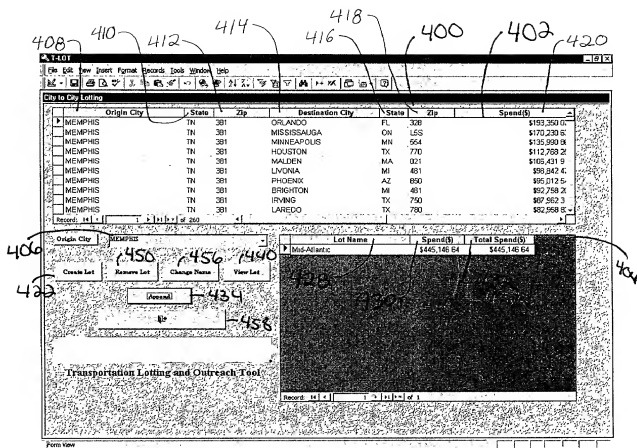 410 414 418 400 402
408 412 416 420
T-LOT
File Edit View Insert Format Records Tools Window Help
City to City Lotting
Origin City State Zip Destination City State Zip Spend($)
MEMPHIS TN 381 ORLANDO FL 328 $193,350
MEMPHIS TN 381 MISSISSAUGA ON L5S $170,230
MEMPHIS TN 381 MINNEAPOLIS MN 554 $135,990
MEMPHIS TN 381 HOUSTON TX 770 $112,768
MEMPHIS TN 381 MALDEN MA 021 $106,431 9
MEMPHIS TN 381 LIVONIA MI 481 $98,842
MEMPHIS TN 381 PHOENIX AZ 850 $95,012
MEMPHIS TN 381 BRIGHTON MI 481 $92,758
MEMPHIS TN 381 IRVING TX 750 $87,962
MEMPHIS TN 381 LAREDO TX 780 $82,958
Record: 1 of 260
406
Origin City MEMPHIS
450 456 440
Create Lot Remove Lot Change Name View Lot
422
Append 434
458
Transportation Lotting and Outreach Tool
Lot Name Spend($) Total Spend($)
Mid-Atlantic $445,146.64 $445,146.64
404
428
Record: 1 of 1
Form View